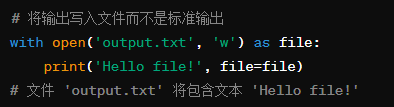 # 将输出写入文件而不是标准输出
with open('output.txt', 'w') as file:
    print('Hello file!', file=file)
# 文件 'output.txt' 将包含文本 'Hello file!'